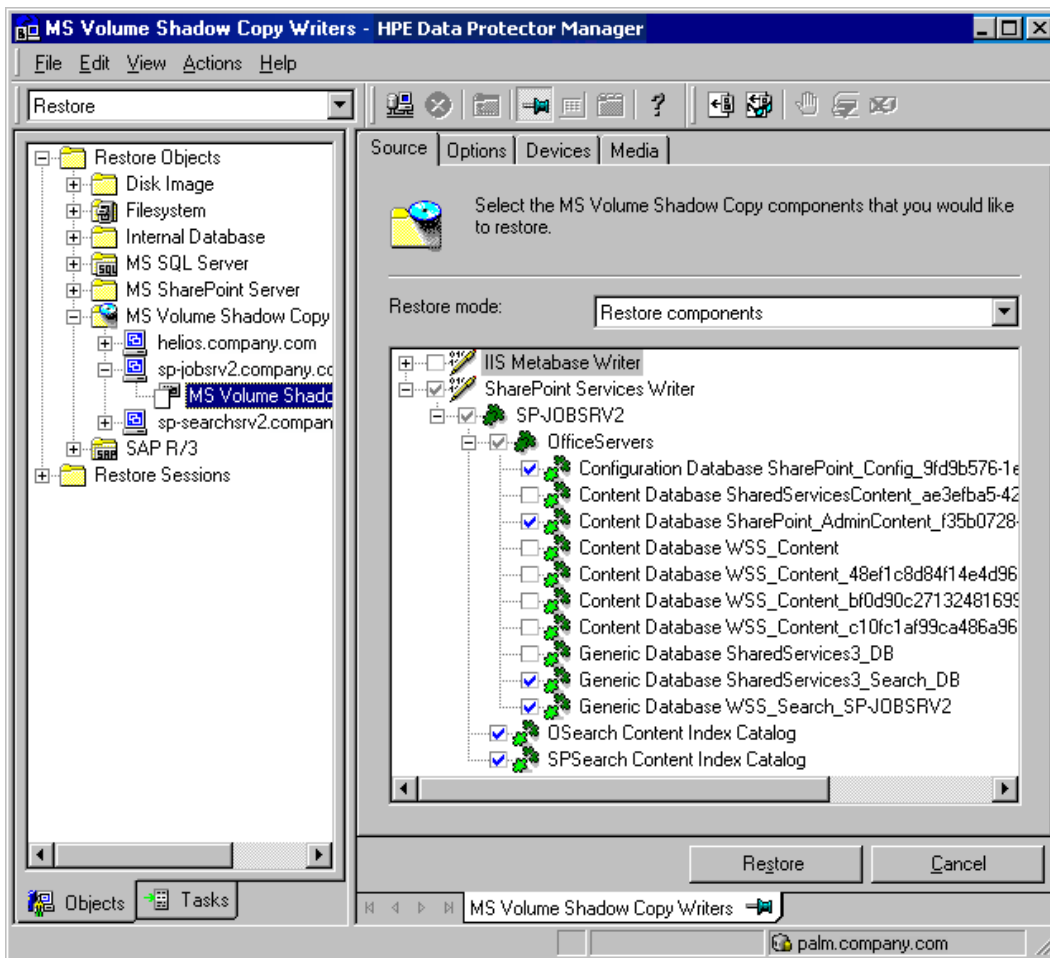 MS Volume Shadow Copy Writers - HPE Data Protector Manager
File Edit View Actions Help
Restore
Restore Objects
Disk Image
Filesystem
Internal Database
MS SQL Server
MS SharePoint Server
MS Volume Shadow Copy
helios.company.com
sp-jobsrv2.company.co
MS Volume Shado
sp-searchsrv2.compan
SAP R/3
Restore Sessions
Objects
Tasks
Source Options Devices Media
Select the MS Volume Shadow Copy components that you would like
to restore.
Restore mode: Restore components
IIS Metabase Writer
SharePoint Services Writer
SP-JOBSRV2
OfficeServers
Configuration Database SharePoint_Config_9fd9b576-1e
Content Database SharedServicesContent_ae3efba5-42
Content Database SharePoint_AdminContent_f35b0728-
Content Database WSS_Content
Content Database WSS_Content_48ef1c8d84f14e4d96
Content Database WSS_Content_bf0d90c27132481699
Content Database WSS_Content_c10fc1af99ca486a96
Generic Database SharedServices3_DB
Generic Database SharedServices3_Search_DB
Generic Database WSS_Search_SP-JOBSRV2
OSearch Content Index Catalog
SPSearch Content Index Catalog
Restore Cancel
MS Volume Shadow Copy Writers
palm.company.com